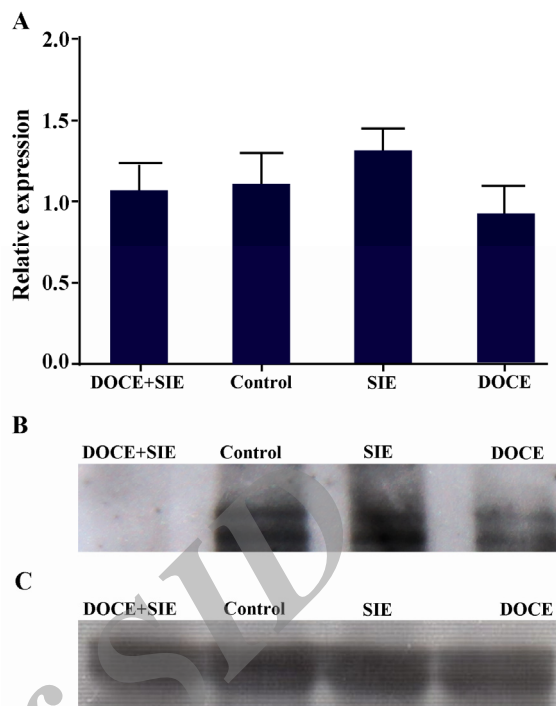 A
Relative expression
2.0
1.5
1.0
0.5
0.0
DOCE+SIE Control SIE DOCE
B
DOCE+SIE Control SIE DOCE
C
DOCE+SIE Control SIE DOCE
SID